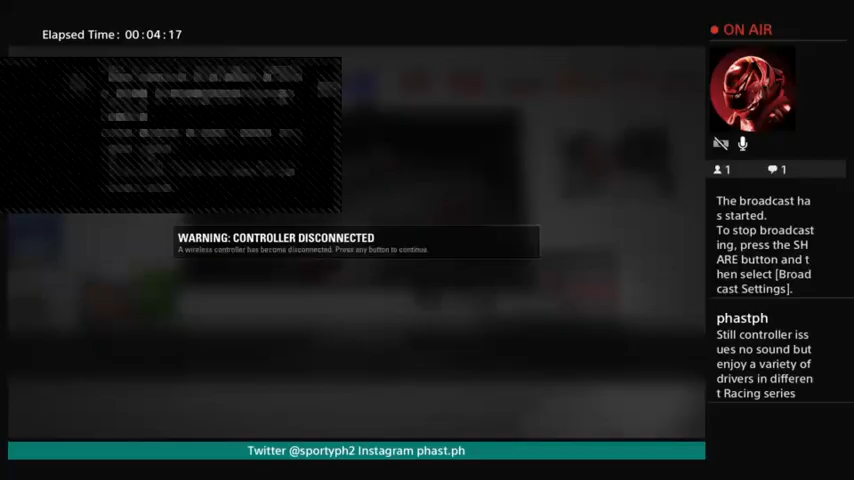 Elapsed Time: 00:04:17
ON AIR
1
1
The broadcast ha
s started.
To stop broadcast
ing, press the SH
ARE button and t
hen select [Broad
cast Settings].
WARNING: CONTROLLER DISCONNECTED
A wireless controller has become disconnected. Press any button to continue.
phastph
Still controller iss
ues no sound but
enjoy a variety of
drivers in differen
t Racing series
Twitter @sportyph2 Instagram phast.ph